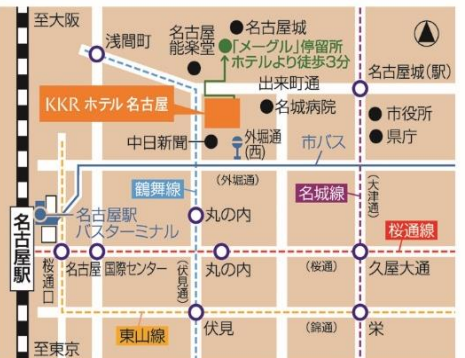 至大阪
浅間町
名古屋
能楽堂
名古屋城
「メーグル」停留所
ホテルより徒歩3分
出来町通
名古屋城(駅)
KKR ホテル 名古屋
名城病院
市役所
県庁
中日新聞
外堀通
(西)
市バス
(外堀通)
鶴舞線
名城線
(大津通)
名古屋駅
バスターミナル
丸の内
桜通線
名古屋駅
桜通口
名古屋
国際センター
(伏見通)
丸の内
(桜通)
久屋大通
東山線
伏見
(錦通)
栄
至東京